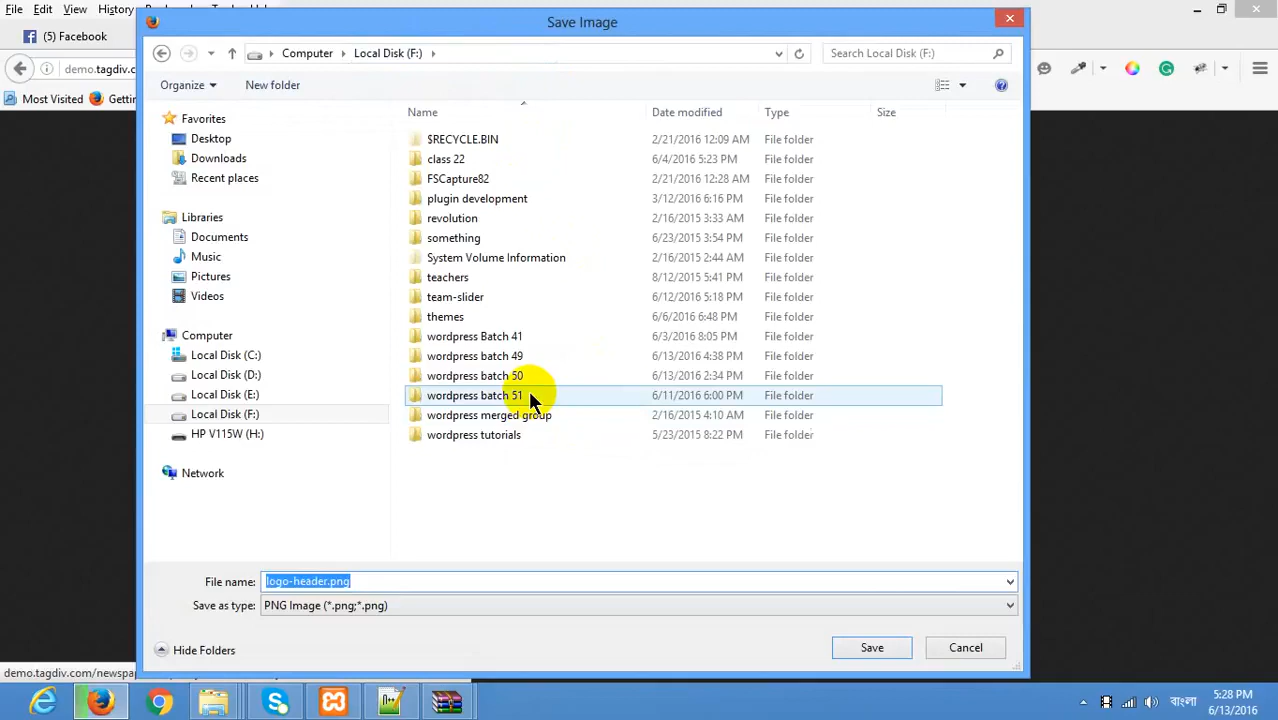 File Edit View History
Save Image
(5) Facebook
Computer Local Disk (F:)
Search Local Disk (F:)
demo.tagdiv.c
Organize New folder
Most Visited Gettin
Name Date modified Type Size
Favorites
Desktop
Downloads
Recent places
Libraries
Documents
Music
Pictures
Videos
Computer
Local Disk (C:)
Local Disk (D:)
Local Disk (E:)
Local Disk (F:)
HP V115W (H:)
Network
$RECYCLE.BIN 2/21/2016 12:09 AM File folder
class 22 6/4/2016 5:23 PM File folder
FSCapture82 2/21/2016 12:28 AM File folder
plugin development 3/12/2016 6:16 PM File folder
revolution 2/16/2015 3:33 AM File folder
something 6/23/2015 3:54 PM File folder
System Volume Information 2/16/2015 2:44 AM File folder
teachers 8/12/2015 5:41 PM File folder
team-slider 6/12/2016 5:18 PM File folder
themes 6/6/2016 6:48 PM File folder
wordpress Batch 41 6/3/2016 8:05 PM File folder
wordpress batch 49 6/13/2016 4:38 PM File folder
wordpress batch 50 6/13/2016 2:34 PM File folder
wordpress batch 51 6/11/2016 6:00 PM File folder
wordpress merged group 2/16/2015 4:10 AM File folder
wordpress tutorials 5/23/2015 8:22 PM File folder
File name: logo-header.png
Save as type: PNG Image (*.png;*.png)
Hide Folders Save Cancel
demo.tagdiv.com/newspa
বাংলা 5:28 PM
6/13/2016